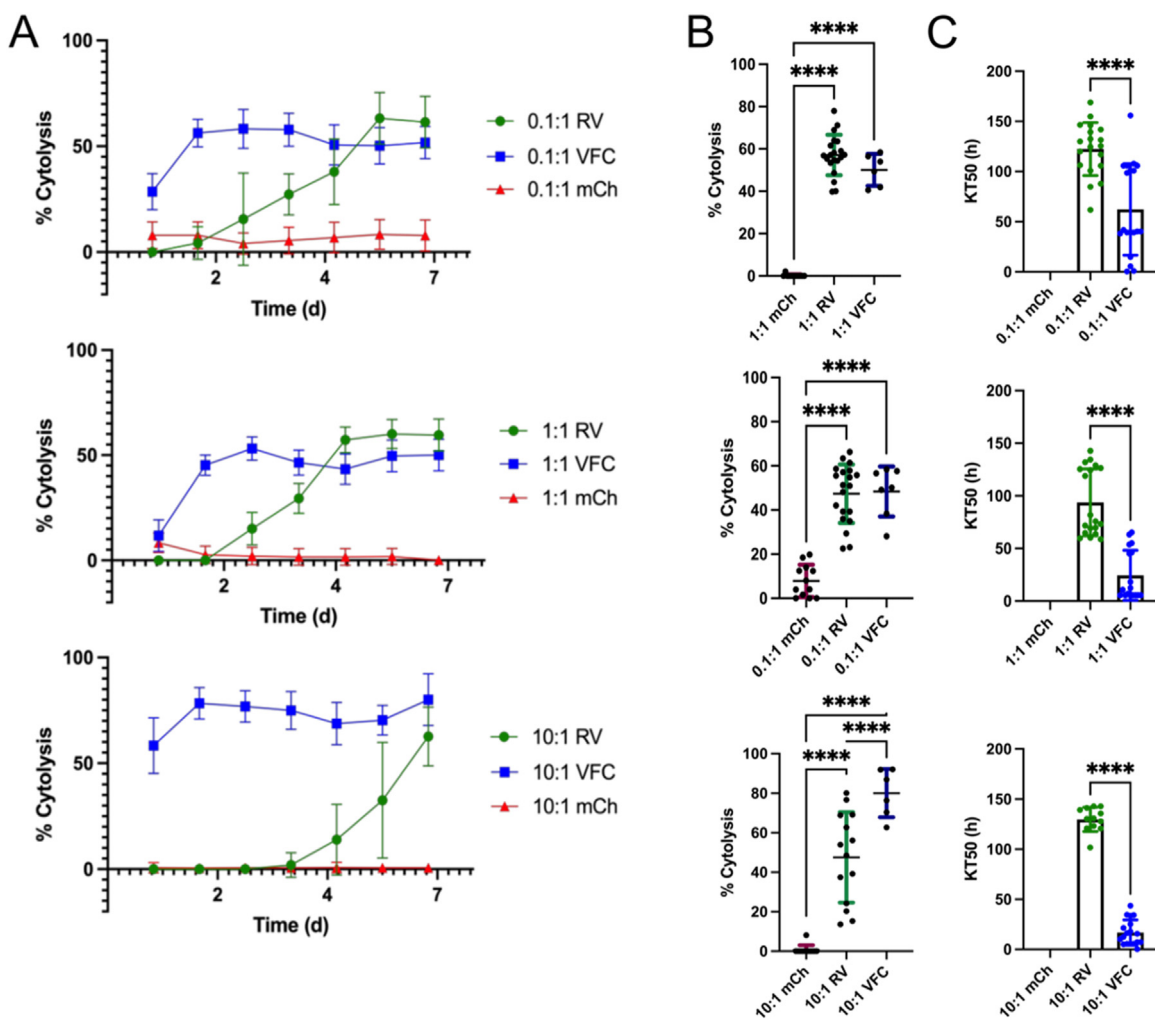 A
100
50
0
% Cytolysis
2
4
7
Time (d)
0.1:1 RV
0.1:1 VFC
0.1:1 mCh
100
50
0
% Cytolysis
2
4
7
Time (d)
1:1 RV
1:1 VFC
1:1 mCh
100
50
0
% Cytolysis
2
4
7
Time (d)
10:1 RV
10:1 VFC
10:1 mCh
B
****
****
100
80
60
40
20
0
% Cytolysis
1:1 mCh
1:1 RV
1:1 VFC
****
****
100
80
60
40
20
0
% Cytolysis
0.1:1 mCh
0.1:1 RV
0.1:1 VFC
****
****
****
100
80
60
40
20
0
% Cytolysis
10:1 mCh
10:1 RV
10:1 VFC
C
****
200
150
100
50
0
KT50 (h)
0.1:1 mCh
0.1:1 RV
0.1:1 VFC
****
200
150
100
50
0
KT50 (h)
1:1 mCh
1:1 RV
1:1 VFC
****
200
150
100
50
0
KT50 (h)
10:1 mCh
10:1 RV
10:1 VFC